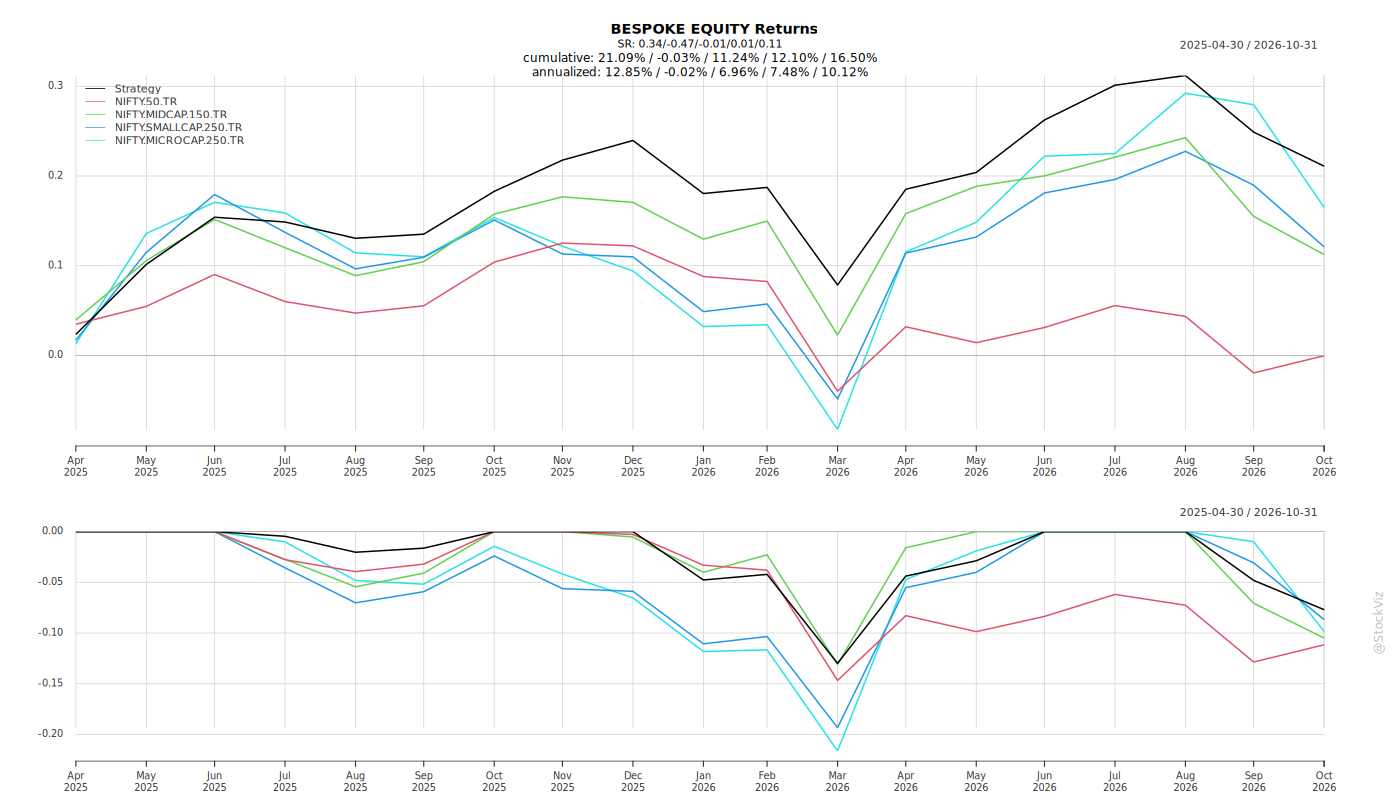 BESPOKE EQUITY Returns
SR: 0.34/-0.47/-0.01/0.01/0.11
cumulative: 21.09% / -0.03% / 11.24% / 12.10% / 16.50%
annualized: 12.85% / -0.02% / 6.96% / 7.48% / 10.12%
2025-04-30 / 2026-10-31
Strategy
NIFTY.50.TR
NIFTY.MIDCAP.150.TR
NIFTY.SMALLCAP.250.TR
NIFTY.MICROCAP.250.TR
0.3
0.2
0.1
0.0
Apr May Jun Jul Aug Sep Oct Nov Dec Jan Feb Mar Apr May Jun Jul Aug Sep Oct
2025 2025 2025 2025 2025 2025 2025 2025 2025 2026 2026 2026 2026 2026 2026 2026 2026 2026 2026
2025-04-30 / 2026-10-31
0.00
-0.05
-0.10
-0.15
-0.20
Apr May Jun Jul Aug Sep Oct Nov Dec Jan Feb Mar Apr May Jun Jul Aug Sep Oct
2025 2025 2025 2025 2025 2025 2025 2025 2025 2026 2026 2026 2026 2026 2026 2026 2026 2026 2026
@StockViz